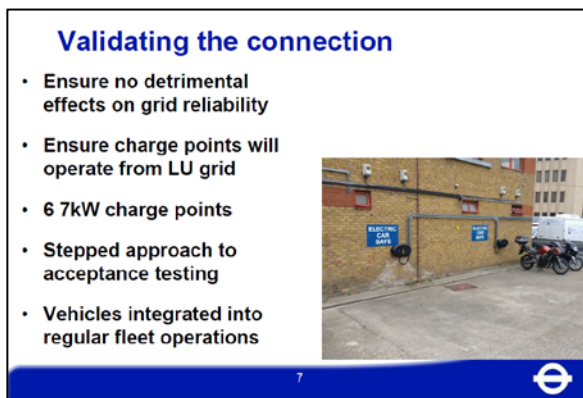 Validating the connection
• Ensure no detrimental
effects on grid reliability
• Ensure charge points will
operate from LU grid
• 6 7kW charge points
• Stepped approach to
acceptance testing
• Vehicles integrated into
regular fleet operations
ELECTRIC
CAR
BAYS
ELECTRIC
CAR
BAYS
7